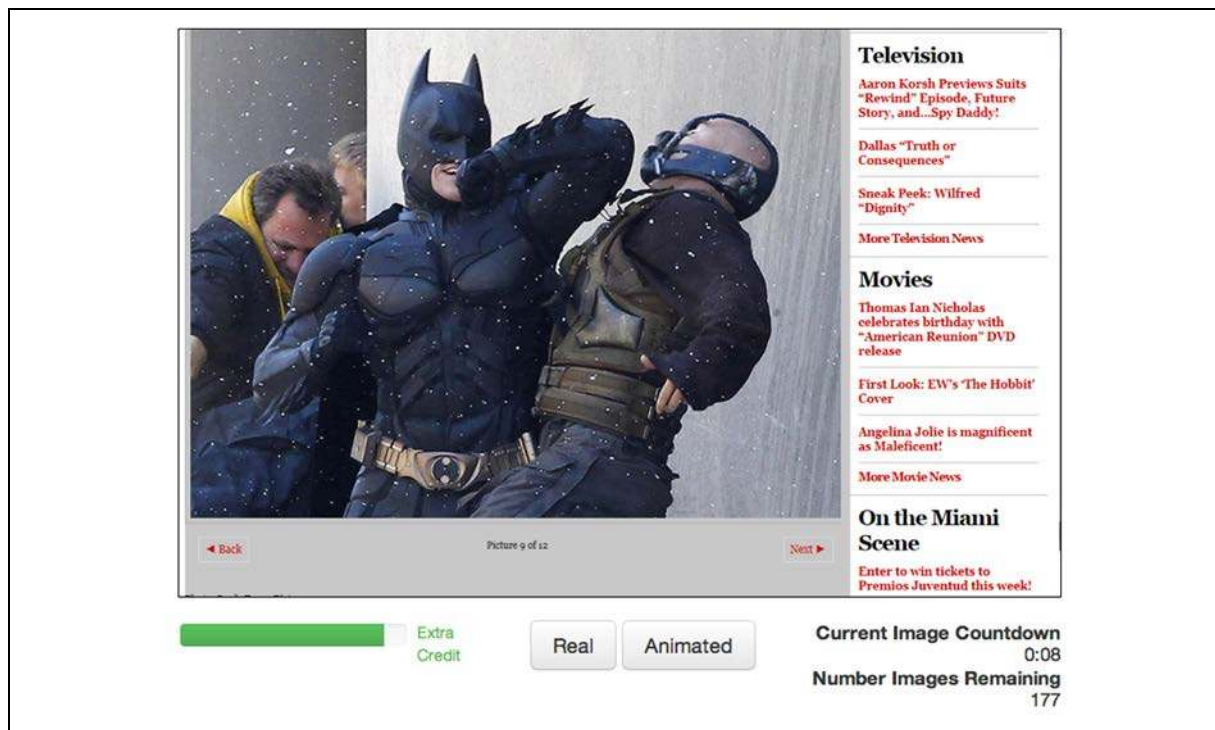 Television
Aaron Korsh Previews Suits
“Rewind” Episode, Future
Story, and...Spy Daddy!
Dallas “Truth or
Consequences”
Sneak Peek: Wilfred
“Dignity”
More Television News
Movies
Thomas Ian Nicholas
celebrates birthday with
“American Reunion” DVD
release
First Look: EW’s ‘The Hobbit’
Cover
Angelina Jolie is magnificent
as Maleficent!
More Movie News
On the Miami
Scene
Enter to win tickets to
Premios Juventud this week!
◄ Back
Picture 9 of 12
Next ►
Extra
Credit
Real
Animated
Current Image Countdown
0:08
Number Images Remaining
177